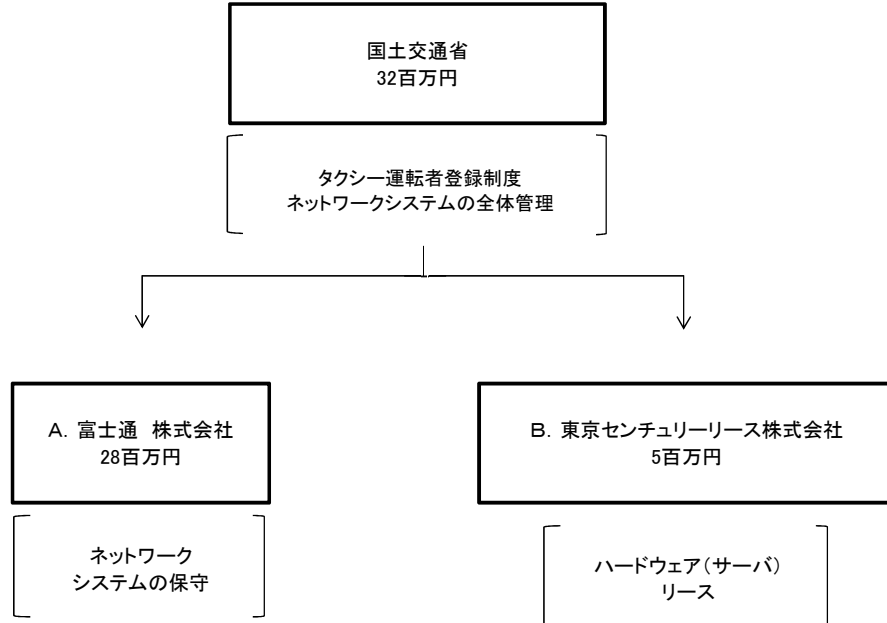 国土交通省
32百万円
タクシー運転者登録制度
ネットワークシステムの全体管理
A．富士通　株式会社
28百万円
B．東京センチュリーリース株式会社
5百万円
ネットワーク
システムの保守
ハードウェア（サーバ）
リース